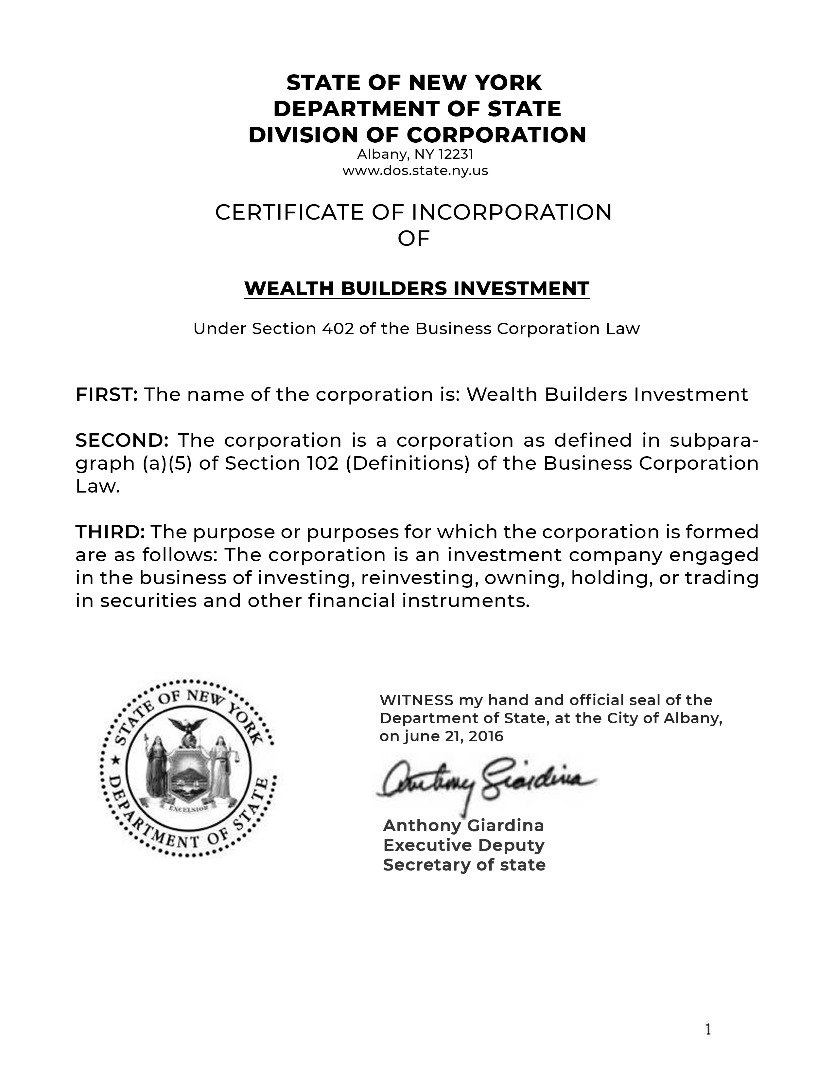 STATE OF NEW YORK
DEPARTMENT OF STATE
DIVISION OF CORPORATION
Albany, NY 12231
www.dos.state.ny.us
CERTIFICATE OF INCORPORATION
OF
WEALTH BUILDERS INVESTMENT
Under Section 402 of the Business Corporation Law
FIRST: The name of the corporation is: Wealth Builders Investment
SECOND: The corporation is a corporation as defined in subpara-
graph (a)(5) of Section 102 (Definitions) of the Business Corporation
Law.
THIRD: The purpose or purposes for which the corporation is formed
are as follows: The corporation is an investment company engaged
in the business of investing, reinvesting, owning, holding, or trading
in securities and other financial instruments.
STATE OF NEW YORK
★ DEPARTMENT OF STATE
EXCELSIOR
WITNESS my hand and official seal of the
Department of State, at the City of Albany,
on june 21, 2016
Anthony Giardina
Anthony Giardina
Executive Deputy
Secretary of state
1